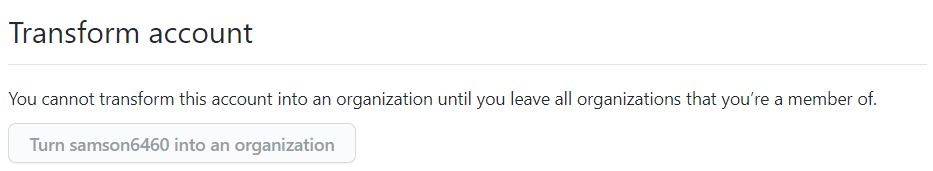 Transform account
You cannot transform this account into an organization until you leave all organizations that you’re a member of.
Turn samson6460 into an organization